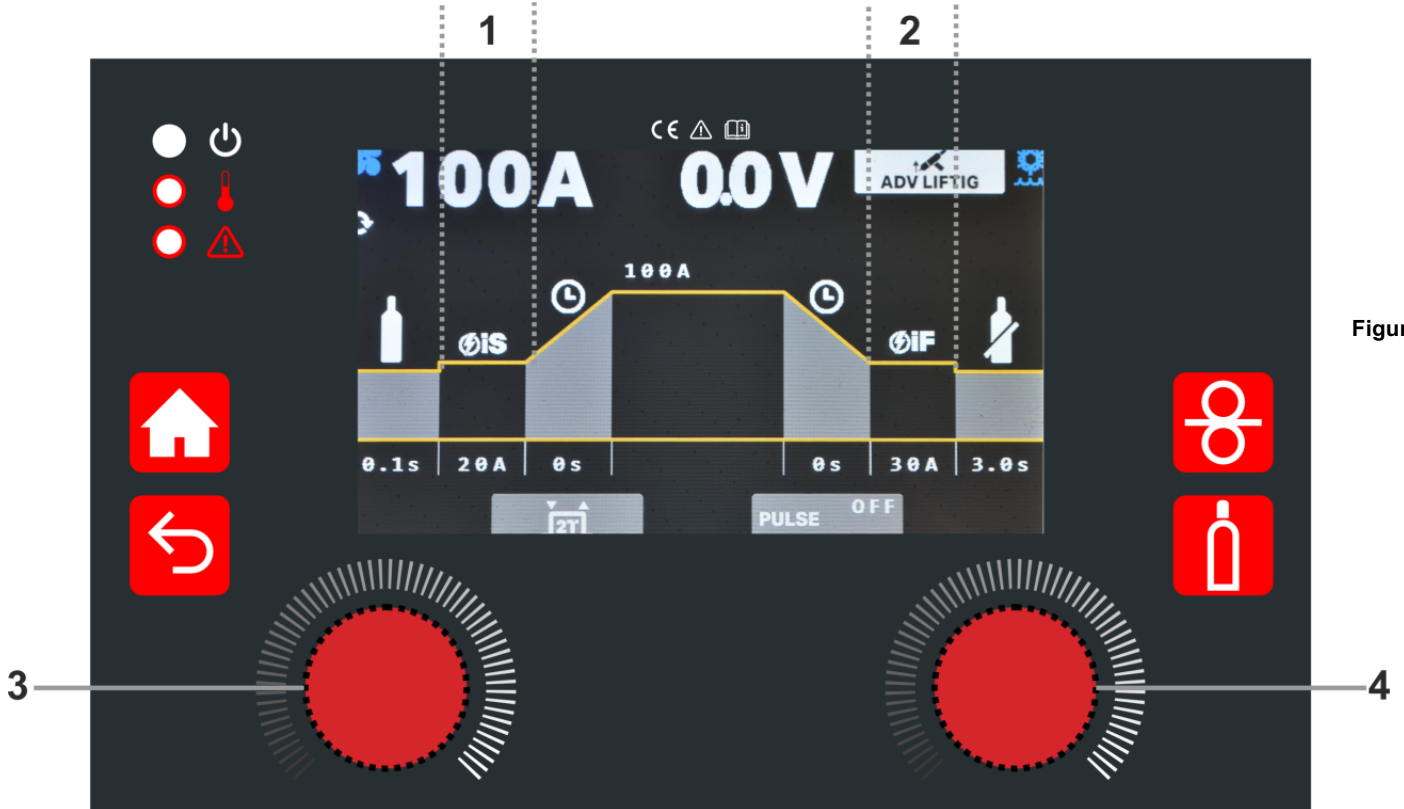 1 2
CE
100A 0.0V ADV LIFTIG
100A
iS iF
0.1s 20A 0s 0s 30A 3.0s
2T PULSE OFF
3 4
Figur